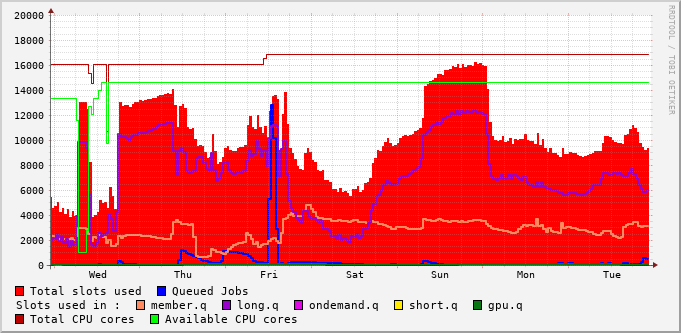 RRDTOOL / TOBI OETIKER
20000
18000
16000
14000
12000
10000
8000
6000
4000
2000
0
Wed Thu Fri Sat Sun Mon Tue
Total slots used Queued Jobs
Slots used in : member.q long.q ondemand.q short.q gpu.q
Total CPU cores Available CPU cores